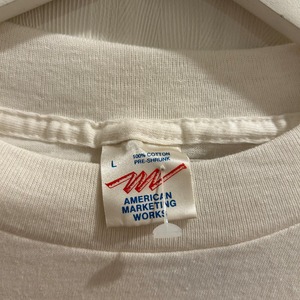 100% COTTON
L PRE-SHRUNK
AMERICAN
MARKETING
WORKS